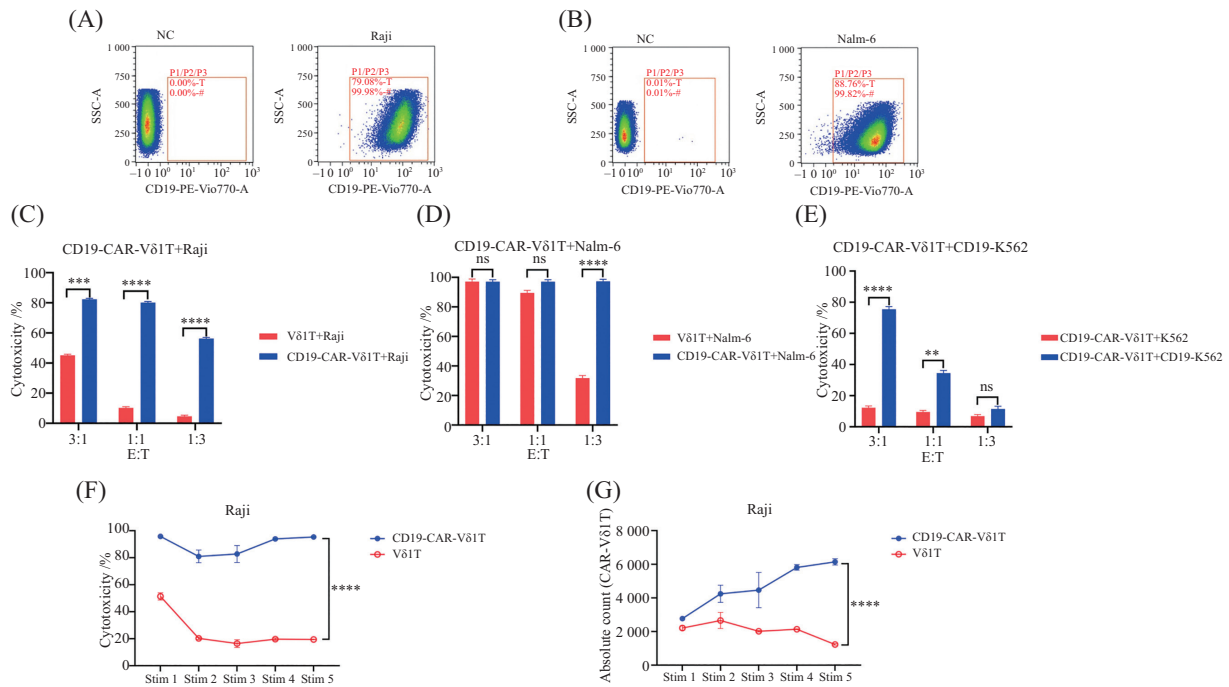 (A)
NC
1 000
750
500
250
0
SSC-A
P1/P2/P3
0.00%-T
0.00%-#
−1 0 10¹ 10² 10³
CD19-PE-Vio770-A
Raji
1 000
750
500
250
0
SSC-A
P1/P2/P3
79.08%-T
99.98%-#
−1 0 10¹ 10² 10³
CD19-PE-Vio770-A
(B)
NC
1 000
750
500
250
0
SSC-A
P1/P2/P3
0.01%-T
0.01%-#
−1 0 10¹ 10² 10³
CD19-PE-Vio770-A
Nalm-6
1 000
750
500
250
0
SSC-A
P1/P2/P3
88.76%-T
99.82%-#
−1 0 10¹ 10² 10³
CD19-PE-Vio770-A
(C)
CD19-CAR-Vδ1T+Raji
100
80
60
40
20
0
Cytotoxicity /%
***
****
****
3:1 1:1 1:3
E:T
Vδ1T+Raji
CD19-CAR-Vδ1T+Raji
(D)
CD19-CAR-Vδ1T+Nalm-6
100
80
60
40
20
0
Cytotoxicity /%
ns
ns
****
3:1 1:1 1:3
E:T
Vδ1T+Nalm-6
CD19-CAR-Vδ1T+Nalm-6
(E)
CD19-CAR-Vδ1T+CD19-K562
100
80
60
40
20
0
Cytotoxicity /%
****
**
ns
3:1 1:1 1:3
E:T
CD19-CAR-Vδ1T+K562
CD19-CAR-Vδ1T+CD19-K562
(F)
Raji
100
80
60
40
20
0
Cytotoxicity /%
Stim 1 Stim 2 Stim 3 Stim 4 Stim 5
CD19-CAR-Vδ1T
Vδ1T
****
(G)
Raji
8 000
6 000
4 000
2 000
0
Absolute count (CAR-Vδ1T)
Stim 1 Stim 2 Stim 3 Stim 4 Stim 5
CD19-CAR-Vδ1T
Vδ1T
****